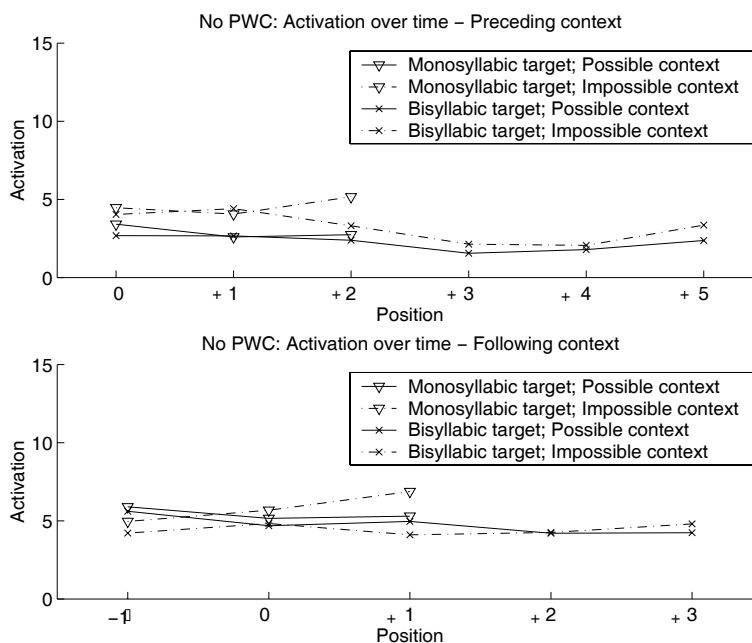 No PWC: Activation over time − Preceding context
15
10
5
0
Activation
Monosyllabic target; Possible context
Monosyllabic target; Impossible context
Bisyllabic target; Possible context
Bisyllabic target; Impossible context
0 + 1 + 2 + 3 + 4 + 5
Position
No PWC: Activation over time − Following context
15
10
5
0
Activation
Monosyllabic target; Possible context
Monosyllabic target; Impossible context
Bisyllabic target; Possible context
Bisyllabic target; Impossible context
−1 0 + 1 + 2 + 3
Position